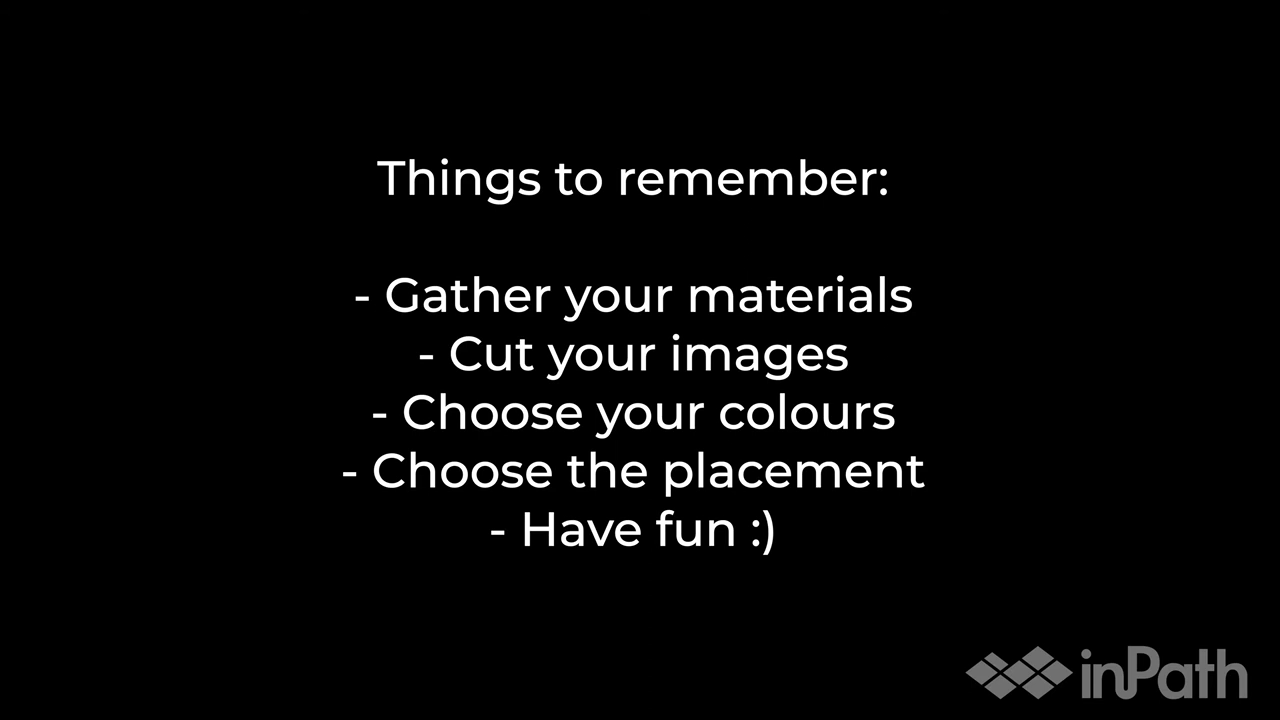 Things to remember:
- Gather your materials
- Cut your images
- Choose your colours
- Choose the placement
- Have fun :)
inPath